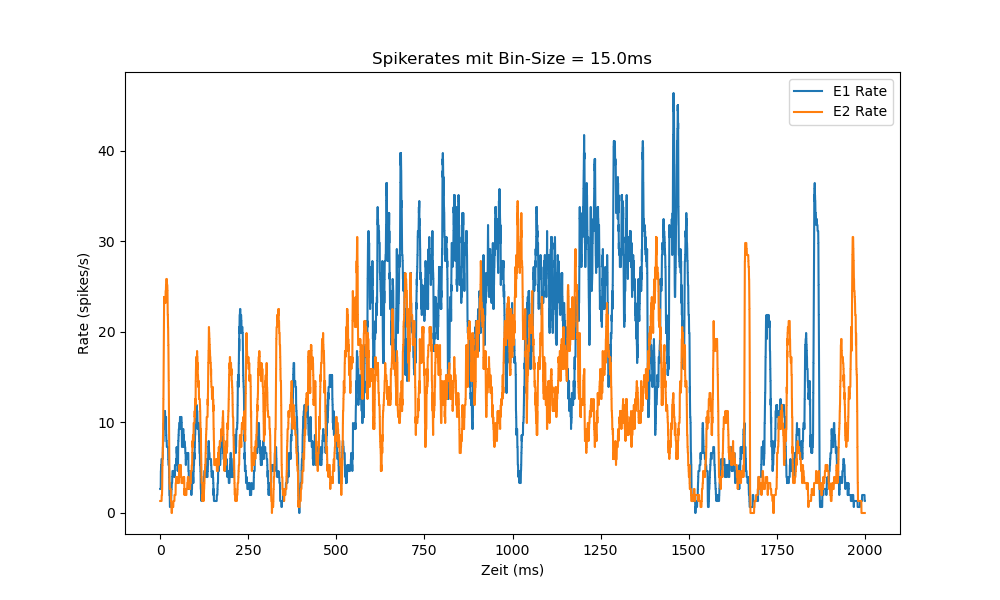 Spikerates mit Bin-Size = 15.0ms
E1 Rate
E2 Rate
Rate (spikes/s)
40
30
20
10
0
0 250 500 750 1000 1250 1500 1750 2000
Zeit (ms)